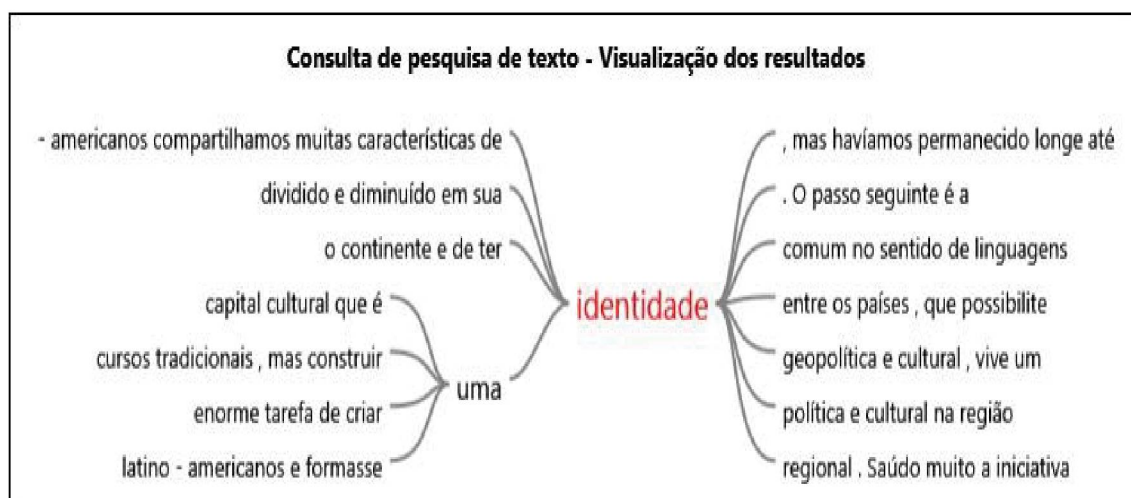 Consulta de pesquisa de texto - Visualização dos resultados
- americanos compartilhamos muitas características de
dividido e diminuído em sua
o continente e de ter
capital cultural que é
cursos tradicionais , mas construir
enorme tarefa de criar
latino - americanos e formasse
uma
identidade
, mas havíamos permanecido longe até
. O passo seguinte é a
comum no sentido de linguagens
entre os países , que possibilite
geopolítica e cultural , vive um
política e cultural na região
regional . Saúdo muito a iniciativa